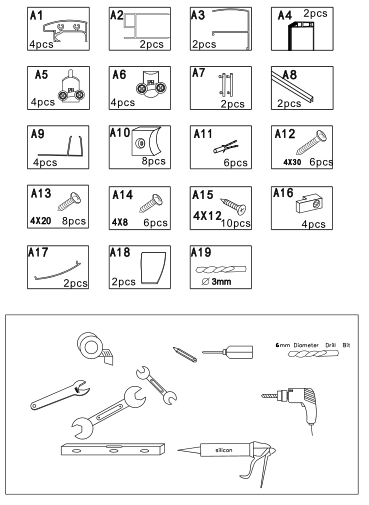 A1
4pcs
A2
2pcs
A3
2pcs
A4 2pcs
A5
4pcs
A6
4pcs
A7
2pcs
A8
2pcs
A9
4pcs
A10
8pcs
A11
6pcs
A12
4X30 6pcs
A13
4X20 8pcs
A14
4X8 6pcs
A15
4X12 10pcs
A16
4pcs
A17
2pcs
A18
2pcs
A19
∅ 3mm
6mm Diameter Drill Bit
silicon